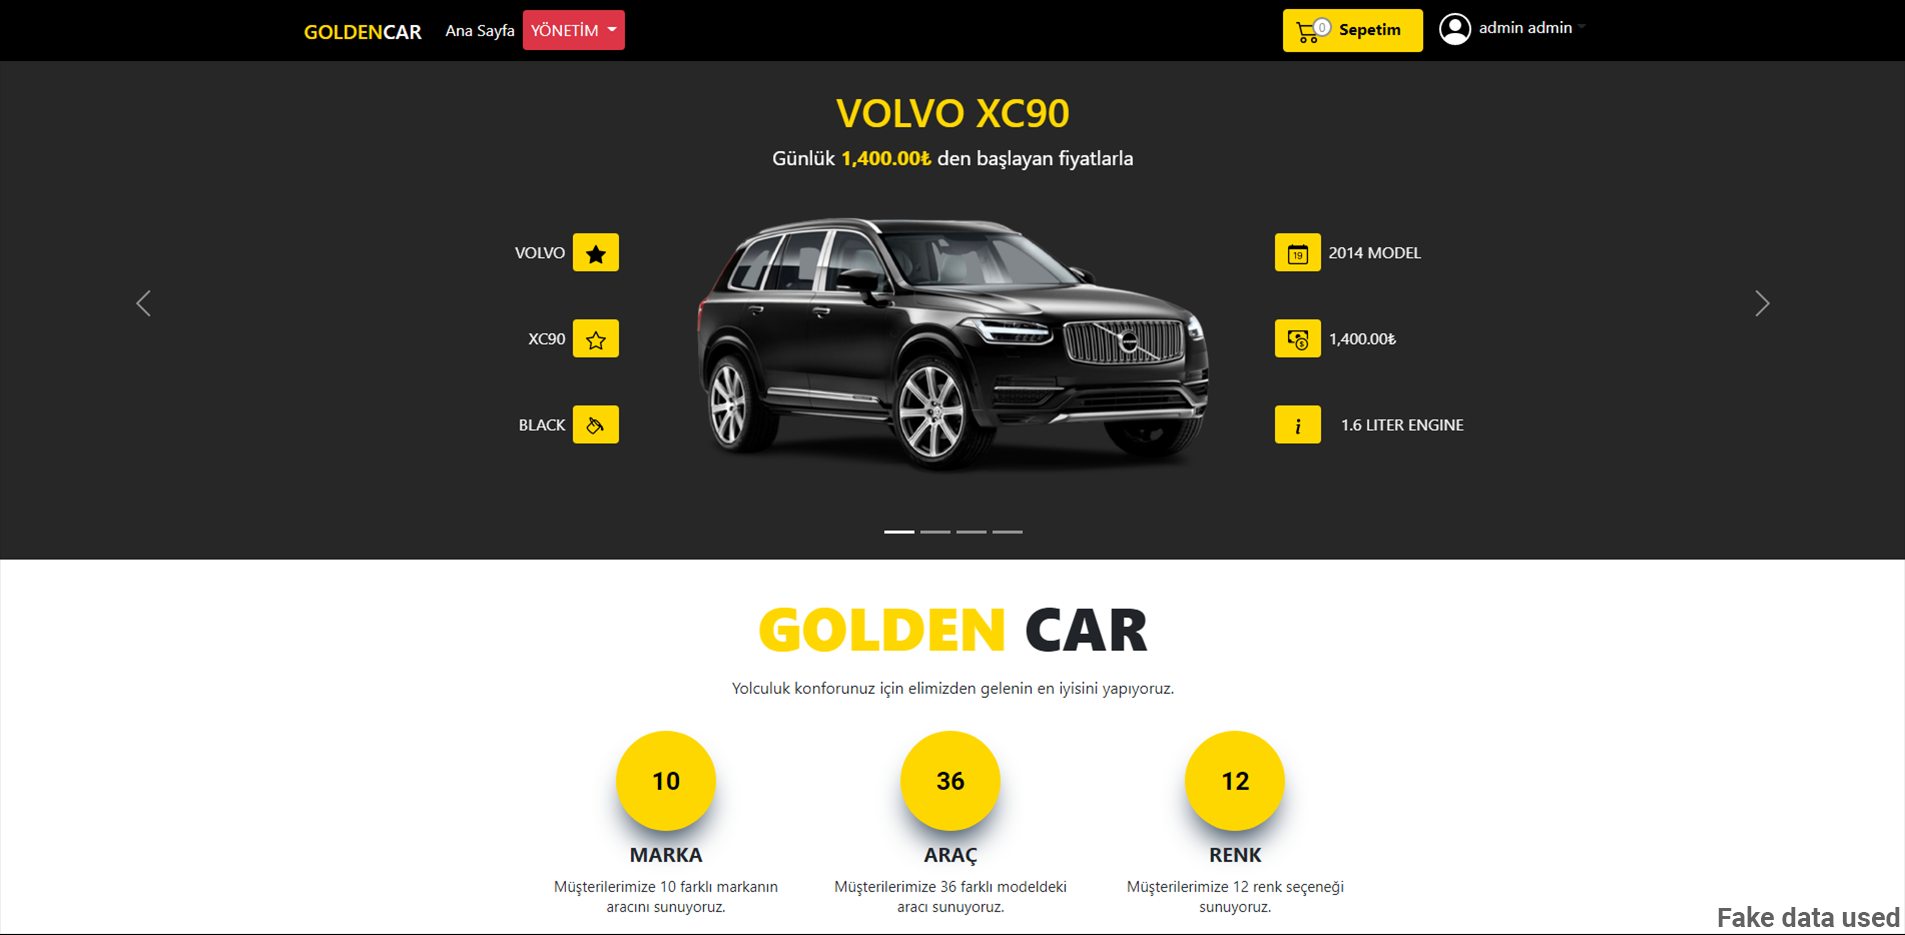 GOLDENCAR Ana Sayfa YÖNETİM 0 Sepetim admin admin
VOLVO XC90
Günlük 1,400.00₺ den başlayan fiyatlarla
VOLVO
19 2014 MODEL
XC90
1,400.00₺
BLACK
i 1.6 LITER ENGINE
GOLDEN CAR
Yolculuk konforunuz için elimizden gelenin en iyisini yapıyoruz.
10
MARKA
Müşterilerimize 10 farklı markanın
aracını sunuyoruz.
36
ARAÇ
Müşterilerimize 36 farklı modeldeki
aracı sunuyoruz.
12
RENK
Müşterilerimize 12 renk seçeneği
sunuyoruz.
Fake data used